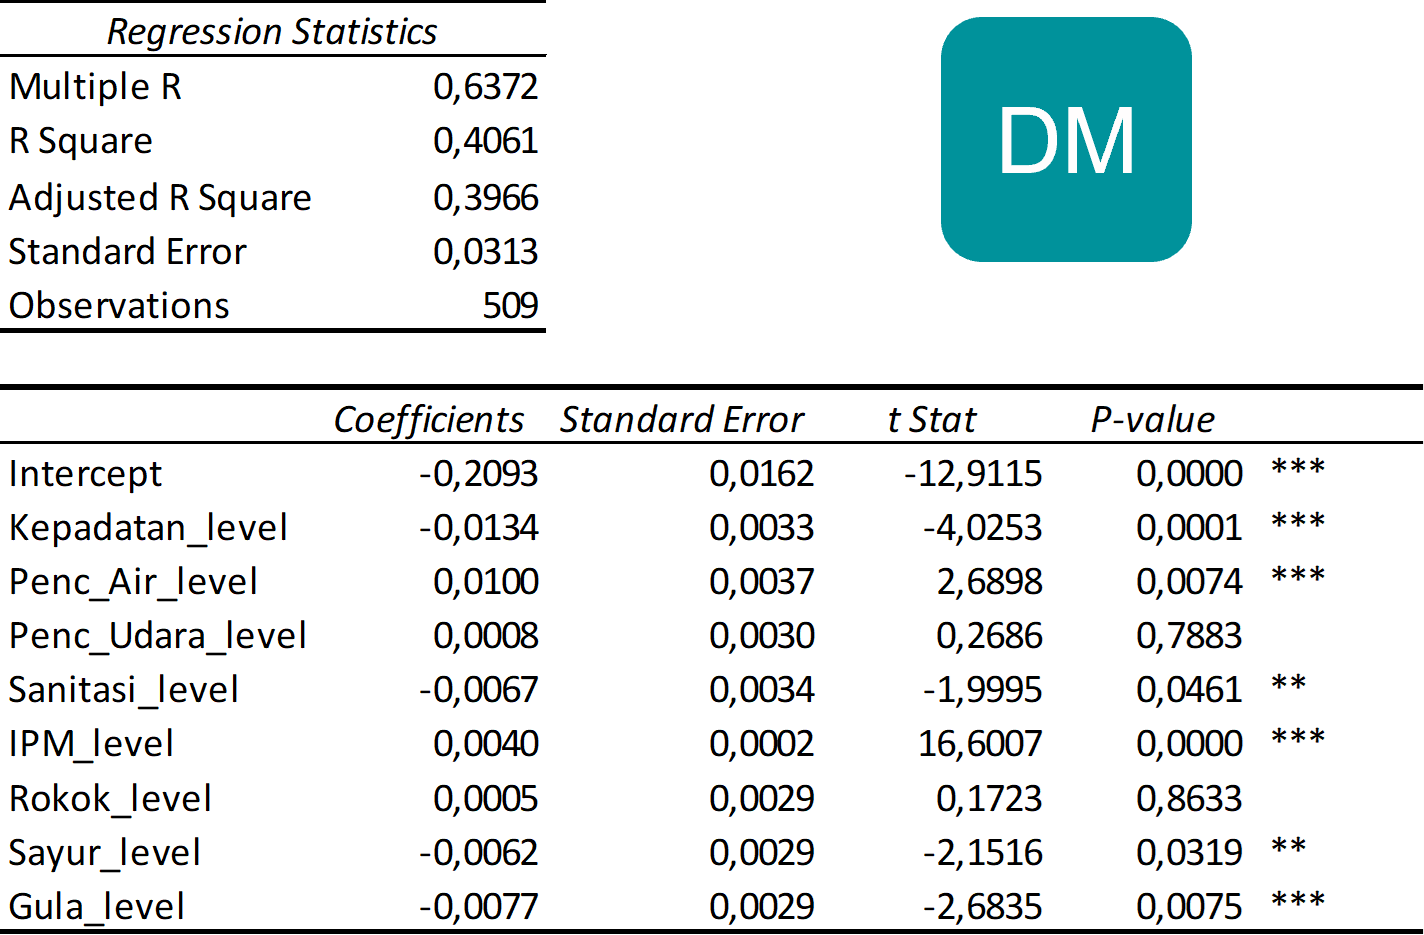 Regression Statistics
Multiple R 0,6372
R Square 0,4061
Adjusted R Square 0,3966
Standard Error 0,0313
Observations 509
DM
Coefficients Standard Error t Stat P-value
Intercept -0,2093 0,0162 -12,9115 0,0000 ***
Kepadatan_level -0,0134 0,0033 -4,0253 0,0001 ***
Penc_Air_level 0,0100 0,0037 2,6898 0,0074 ***
Penc_Udara_level 0,0008 0,0030 0,2686 0,7883
Sanitasi_level -0,0067 0,0034 -1,9995 0,0461 **
IPM_level 0,0040 0,0002 16,6007 0,0000 ***
Rokok_level 0,0005 0,0029 0,1723 0,8633
Sayur_level -0,0062 0,0029 -2,1516 0,0319 **
Gula_level -0,0077 0,0029 -2,6835 0,0075 ***